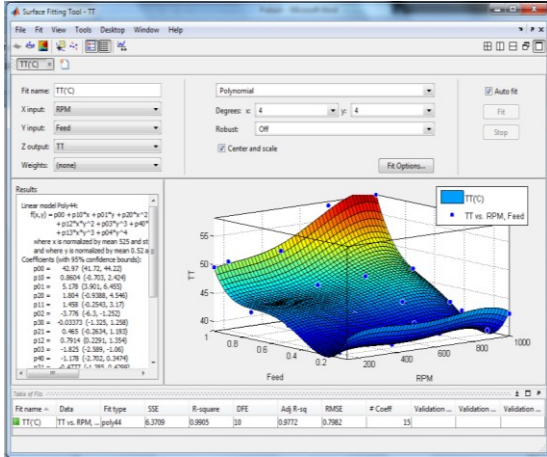 Surface Fitting Tool - TT
File Fit View Tools Desktop Window Help
TT(°C)
Fit name: TT(°C)
X input: RPM
Y input: Feed
Z output: TT
Weights: (none)
Polynomial
Degrees: x: 4 y: 4
Robust: Off
Center and scale
Fit Options...
Auto fit
Fit
Stop
Results
Linear model Poly44:
f(x,y) = p00 + p10*x + p01*y + p20*x^2
+ p12*x*y^2 + p03*y^3 + p40*
+ p13*x*y^3 + p04*y^4
where x is normalized by mean 525 and st
and where y is normalized by mean 0.52 a
Coefficients (with 95% confidence bounds):
p00 = 42.97 (41.72, 44.22)
p10 = 0.8604 (-0.703, 2.424)
p01 = 5.178 (3.901, 6.455)
p20 = 1.804 (-0.9388, 4.546)
p11 = 1.458 (-0.2543, 3.17)
p02 = -3.776 (-6.3, -1.252)
p30 = -0.03373 (-1.325, 1.258)
p21 = 0.465 (-0.2634, 1.193)
p12 = 0.7914 (0.2291, 1.354)
p03 = -1.825 (-2.589, -1.06)
p40 = -1.178 (-2.702, 0.3474)
TT(°C)
TT vs. RPM, Feed
TT
55
50
45
40
1
0.8
0.6
0.4
0.2
Feed
200
400
600
800
1000
RPM
Table of Fits
Fit name Data Fit type SSE R-square DFE Adj R-sq RMSE # Coeff Validation ... Validation ... Validation ...
TT(°C) TT vs. RPM, ... poly44 6.3709 0.9905 10 0.9772 0.7982 15